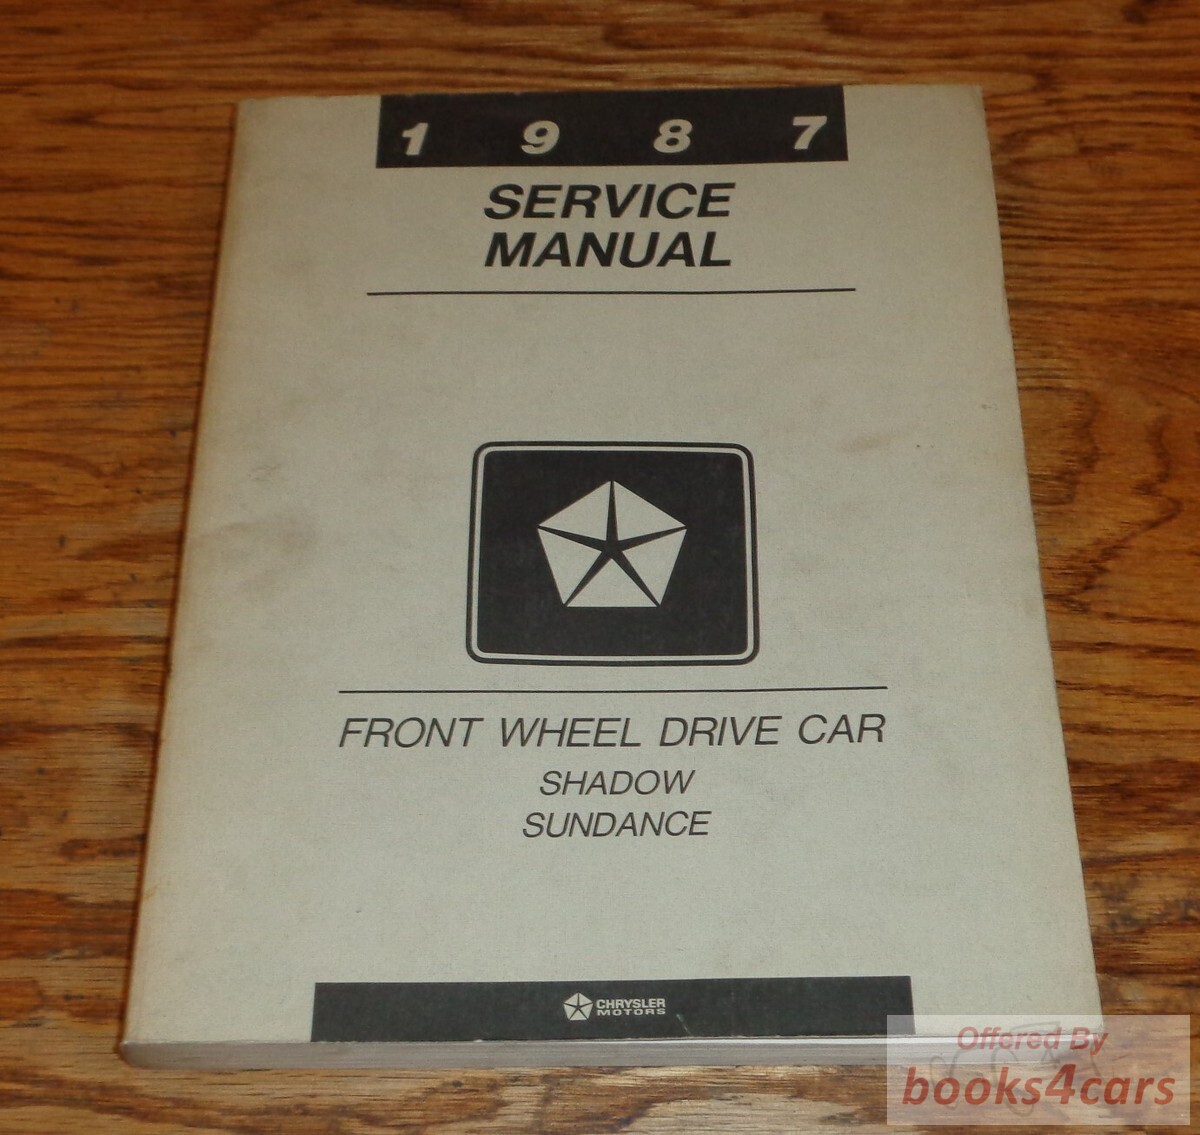 1 9 8 7
SERVICE
MANUAL
FRONT WHEEL DRIVE CAR
SHADOW
SUNDANCE
CHRYSLER
MOTORS
Offered By
books4cars